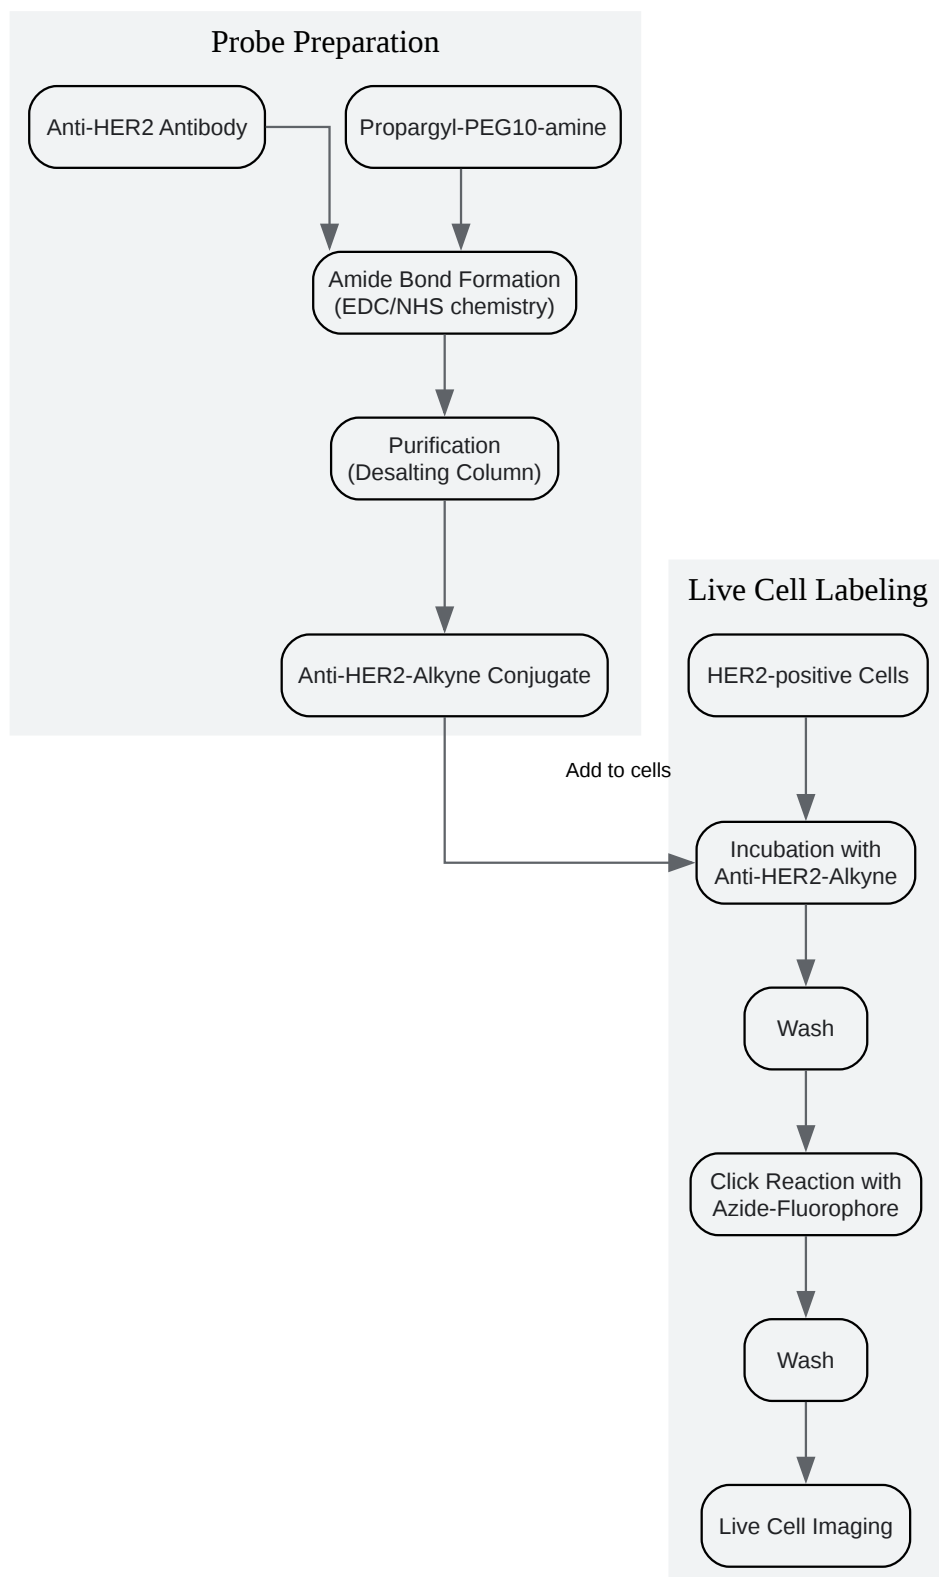 Probe Preparation
Anti-HER2 Antibody
Propargyl-PEG10-amine
Amide Bond Formation
(EDC/NHS chemistry)
Purification
(Desalting Column)
Anti-HER2-Alkyne Conjugate
Add to cells
Live Cell Labeling
HER2-positive Cells
Incubation with
Anti-HER2-Alkyne
Wash
Click Reaction with
Azide-Fluorophore
Wash
Live Cell Imaging